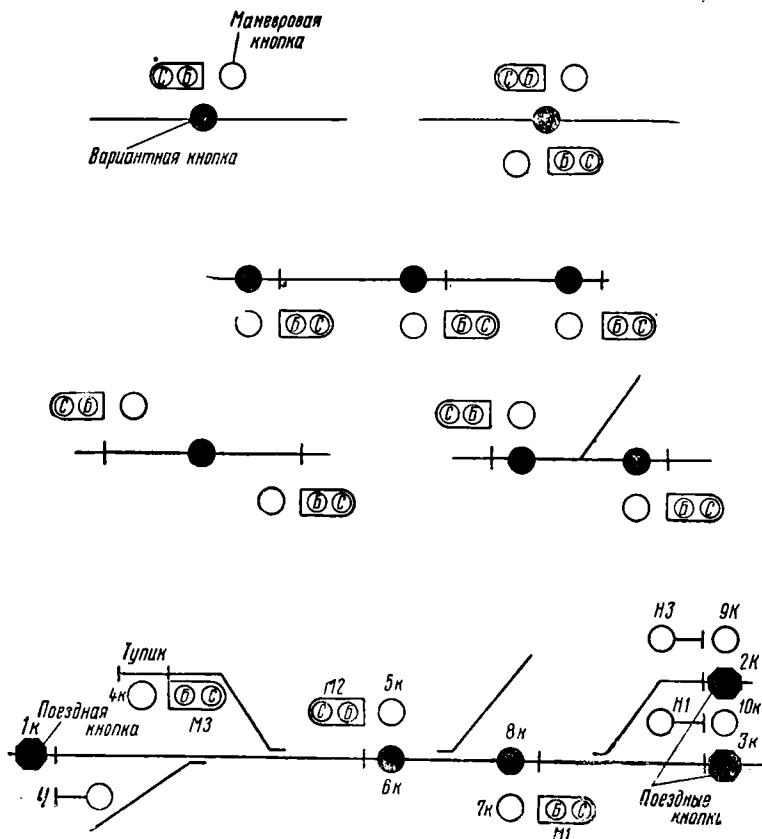 Маневровая
кнопка
С Б
С Б
Вариантная кнопка
Б С
Б С
Б С
Б С
С Б
С Б
Б С
Б С
Н3
9К
Тупик
М2
5к
2к
4к
Б С
С Б
Н1
10к
1к
Поездная
кнопка
М3
8к
3к
6к
Ч
7к
Б С
М1
Поездные
кнопки